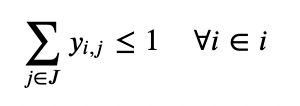 ∑_{j∈J} y_{i,j} ≤ 1 ∀i ∈ i